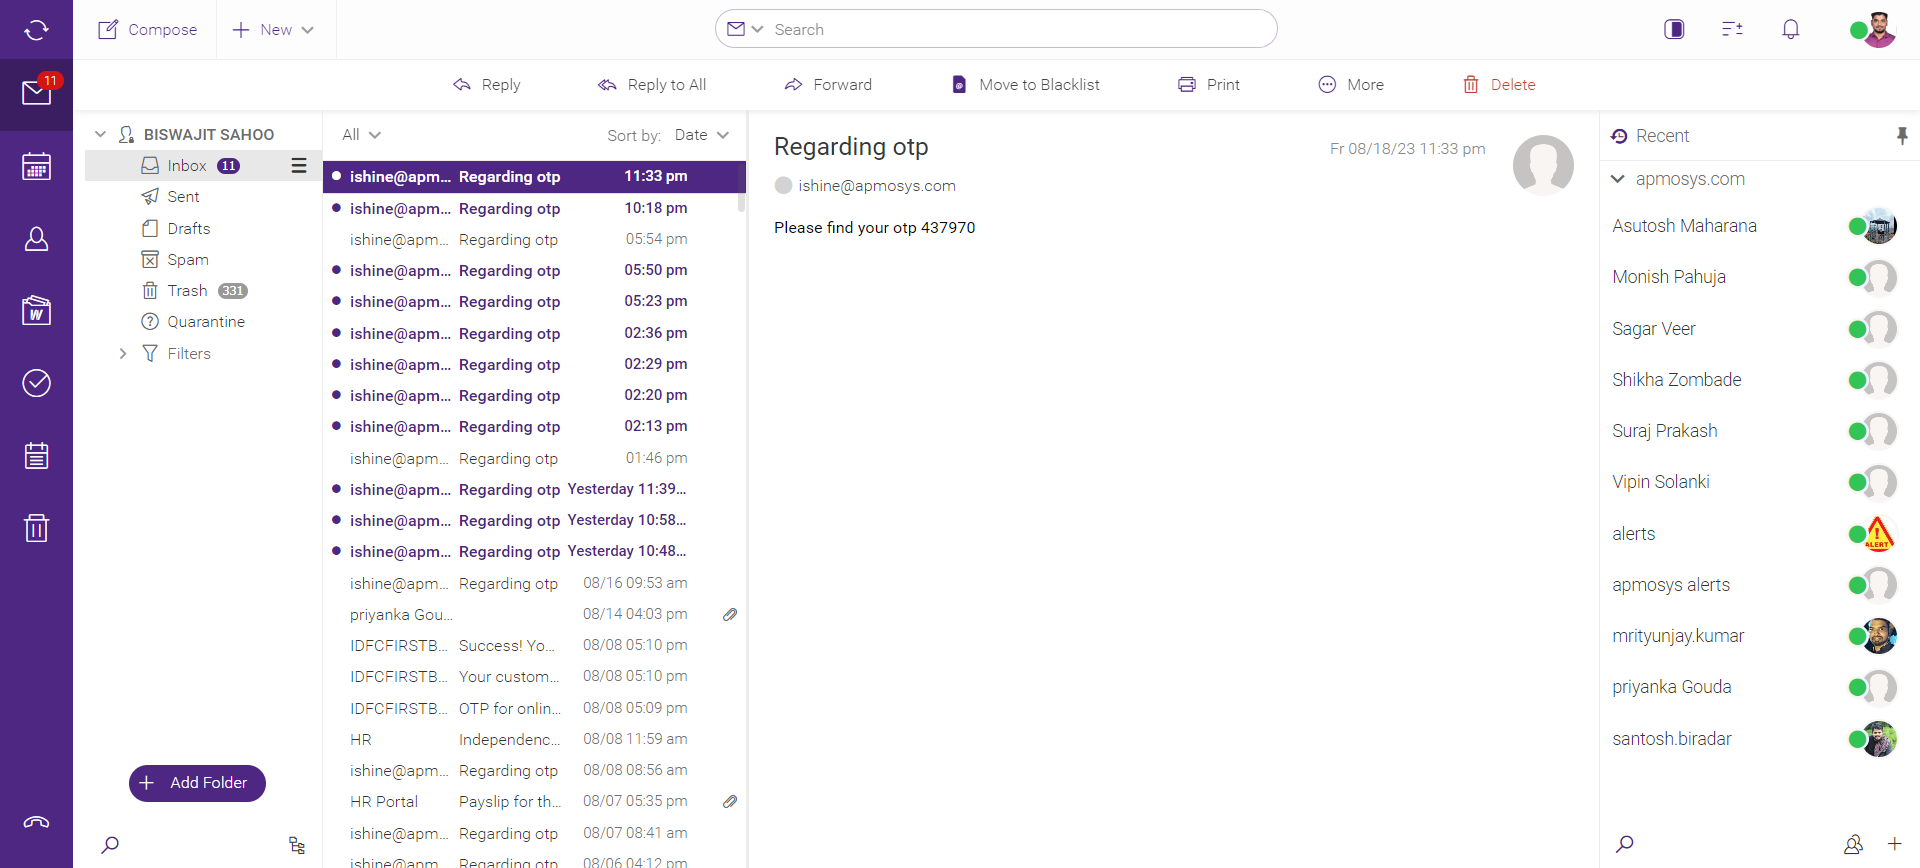 Compose
New
Search
11
Reply
Reply to All
Forward
Move to Blacklist
Print
More
Delete
BISWAJIT SAHOO
Inbox 11
Sent
Drafts
Spam
Trash 331
Quarantine
Filters
Add Folder
All
Sort by: Date
ishine@apm... Regarding otp 11:33 pm
ishine@apm... Regarding otp 10:18 pm
ishine@apm... Regarding otp 05:54 pm
ishine@apm... Regarding otp 05:50 pm
ishine@apm... Regarding otp 05:23 pm
ishine@apm... Regarding otp 02:36 pm
ishine@apm... Regarding otp 02:29 pm
ishine@apm... Regarding otp 02:20 pm
ishine@apm... Regarding otp 02:13 pm
ishine@apm... Regarding otp 01:46 pm
ishine@apm... Regarding otp Yesterday 11:39...
ishine@apm... Regarding otp Yesterday 10:58...
ishine@apm... Regarding otp Yesterday 10:48...
ishine@apm... Regarding otp 08/16 09:53 am
priyanka Gou... 08/14 04:03 pm
IDFCFIRSTB... Success! Yo... 08/08 05:10 pm
IDFCFIRSTB... Your custom... 08/08 05:10 pm
IDFCFIRSTB... OTP for onlin... 08/08 05:09 pm
HR Independenc... 08/08 11:59 am
ishine@apm... Regarding otp 08/08 08:56 am
HR Portal Payslip for th... 08/07 05:35 pm
ishine@apm... Regarding otp 08/07 08:41 am
ishine@apm... Regarding otp 08/06 04:12 pm
Regarding otp
Fr 08/18/23 11:33 pm
ishine@apmosys.com
Please find your otp 437970
Recent
apmosys.com
Asutosh Maharana
Monish Pahuja
Sagar Veer
Shikha Zombade
Suraj Prakash
Vipin Solanki
alerts
ALERT
apmosys alerts
mrityunjay.kumar
priyanka Gouda
santosh.biradar